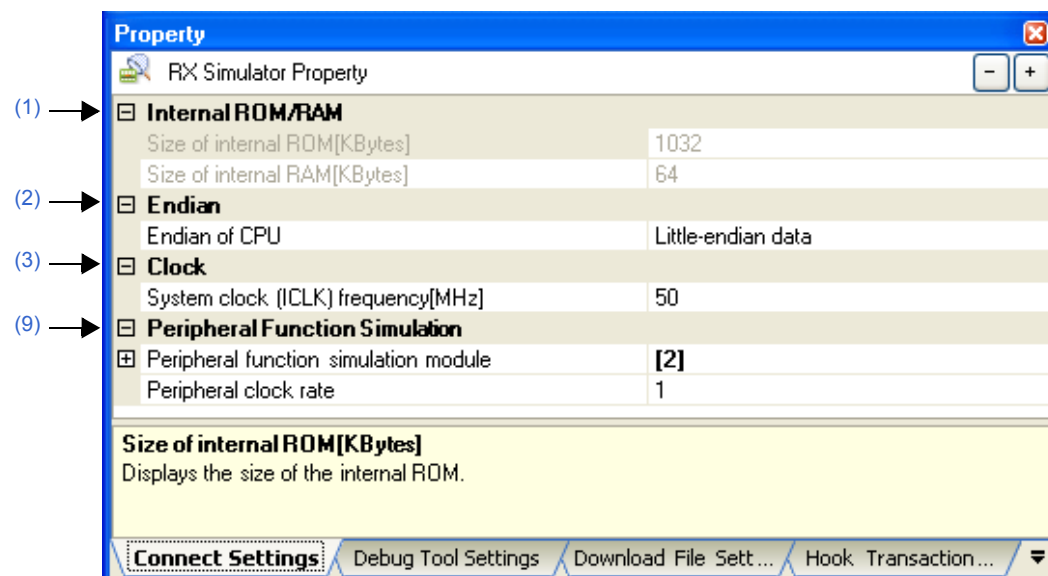 Property
RX Simulator Property
- +
(1) Internal ROM/RAM
Size of internal ROM[KBytes] 1032
Size of internal RAM[KBytes] 64
(2) Endian
Endian of CPU Little-endian data
(3) Clock
System clock (ICLK) frequency[MHz] 50
(9) Peripheral Function Simulation
Peripheral function simulation module [2]
Peripheral clock rate 1
Size of internal ROM[KBytes]
Displays the size of the internal ROM.
Connect Settings Debug Tool Settings Download File Sett... Hook Transaction...